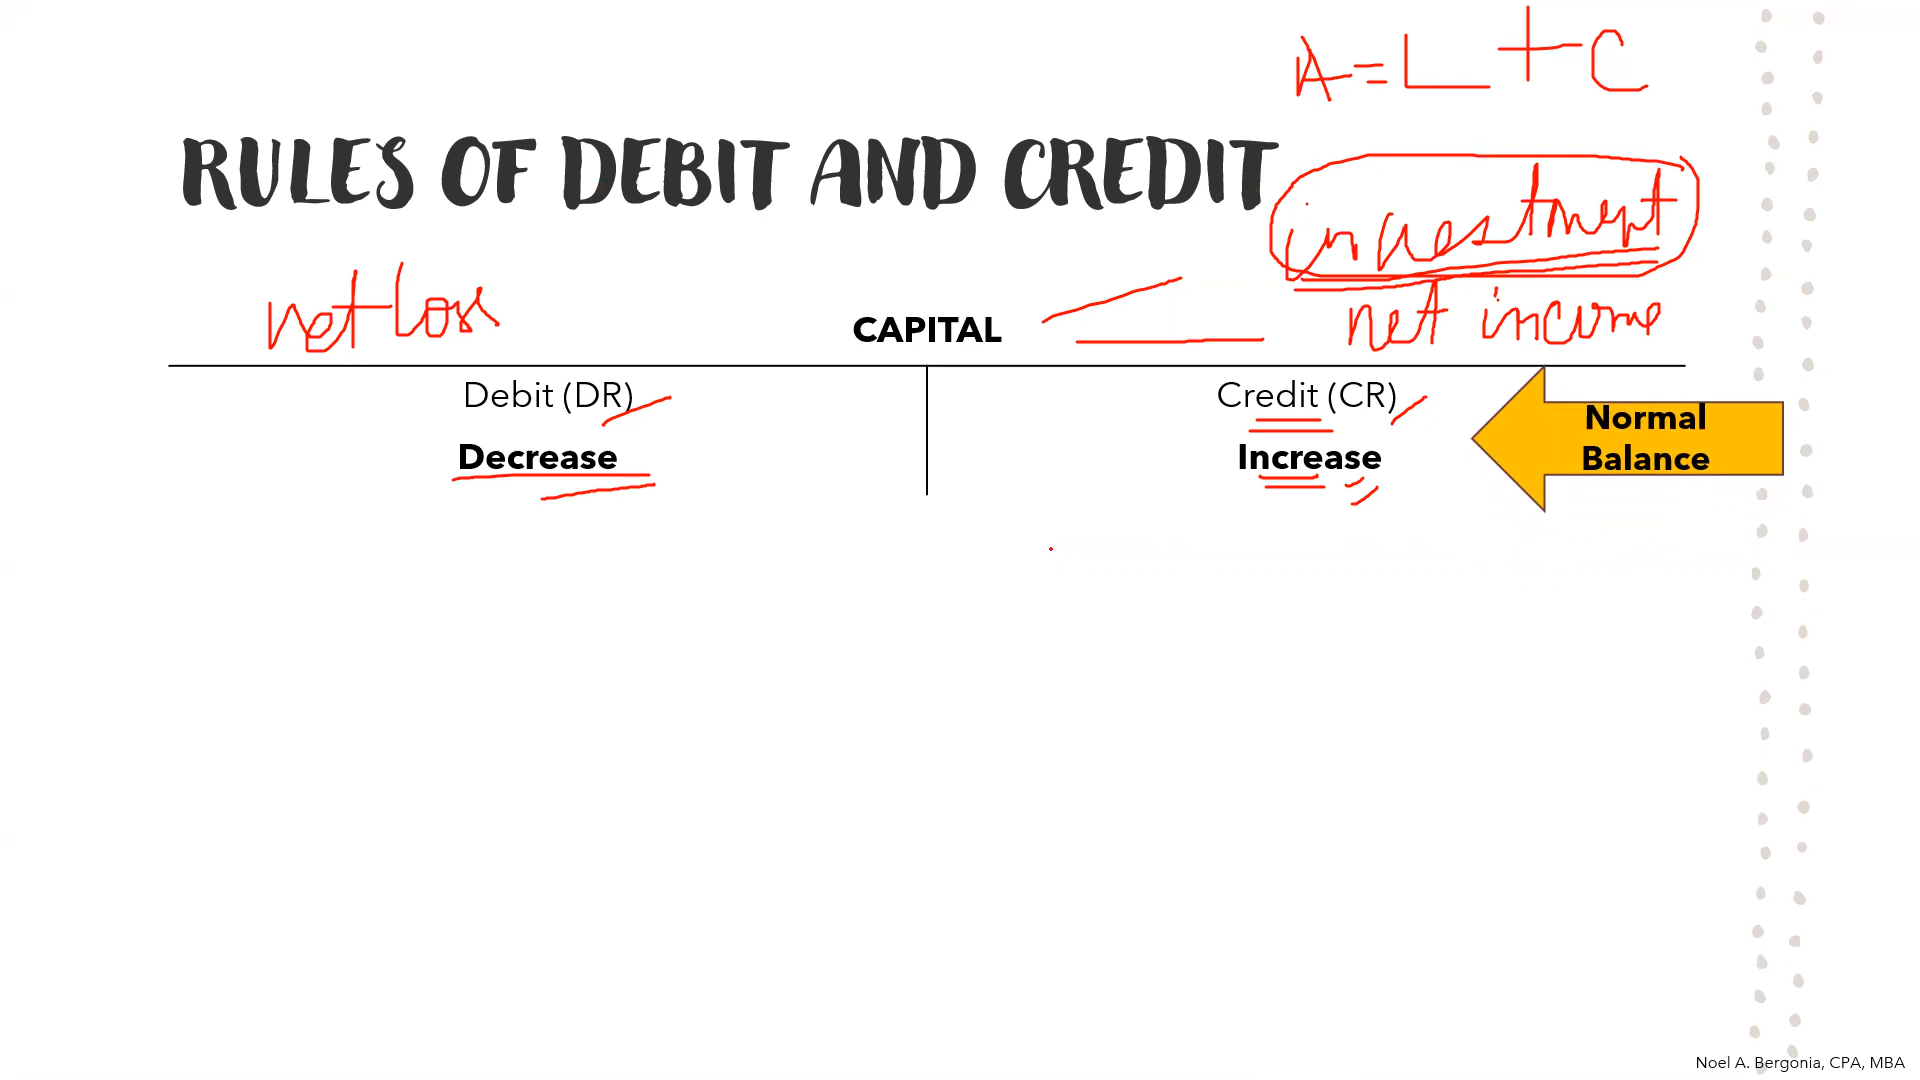 A = L + C
RULES OF DEBIT AND CREDIT
investment
net loss
CAPITAL
net income
Debit (DR)
Credit (CR)
Decrease
Increase
Normal
Balance
Noel A. Bergonia, CPA, MBA